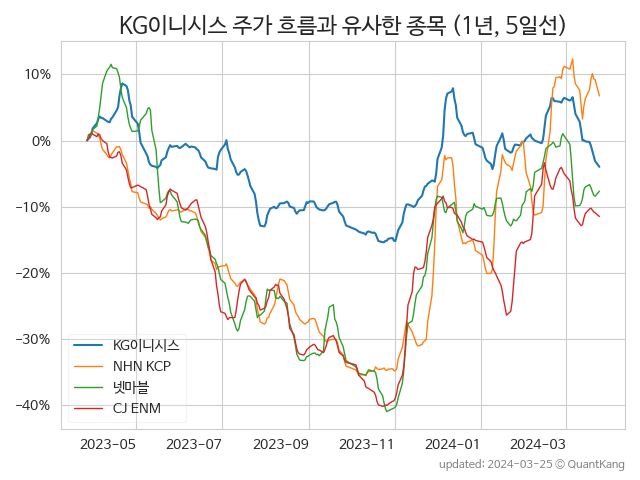 KG이니시스 주가 흐름과 유사한 종목 (1년, 5일선)
10%
0%
−10%
−20%
−30%
−40%
KG이니시스
NHN KCP
넷마블
CJ ENM
2023-05
2023-07
2023-09
2023-11
2024-01
2024-03
updated: 2024-03-25 © QuantKang